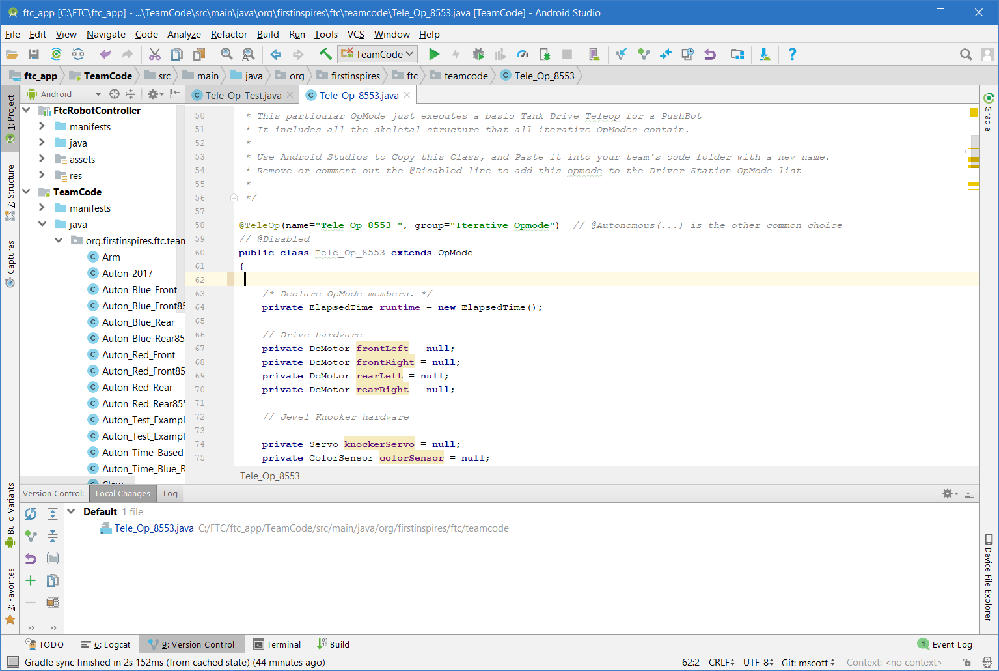 ftc_app [C:\FTC\ftc_app] - ...\TeamCode\src\main\java\org\firstinspires\ftc\teamcode\Tele_Op_8553.java [TeamCode] - Android Studio
File Edit View Navigate Code Analyze Refactor Build Run Tools VCS Window Help
TeamCode
ftc_app TeamCode src main java org firstinspires ftc teamcode Tele_Op_8553
Android
Tele_Op_Test.java Tele_Op_8553.java
1: Project
Z: Structure
Captures
Build Variants
2: Favorites
FtcRobotController
manifests
java
assets
res
TeamCode
manifests
java
org.firstinspires.ftc.team
Arm
Auton_2017
Auton_Blue_Front
Auton_Blue_Front85
Auton_Blue_Rear
Auton_Blue_Rear85
Auton_Red_Front
Auton_Red_Front85
Auton_Red_Rear
Auton_Red_Rear855
Auton_Test_Exampl
Auton_Test_Exampl
Auton_Time_Based_
Auton_Time_Blue_R
50 * This particular OpMode just executes a basic Tank Drive Teleop for a PushBot
51 * It includes all the skeletal structure that all iterative OpModes contain.
52 *
53 * Use Android Studios to Copy this Class, and Paste it into your team's code folder with a new name.
54 * Remove or comment out the @Disabled line to add this opmode to the Driver Station OpMode list
55 *
56 */
57
58 @TeleOp(name="Tele Op 8553 ", group="Iterative Opmode") // @Autonomous(...) is the other common choice
59 // @Disabled
60 public class Tele_Op_8553 extends OpMode
61 {
62
63 /* Declare OpMode members. */
64 private ElapsedTime runtime = new ElapsedTime();
65
66 // Drive hardware
67 private DcMotor frontLeft = null;
68 private DcMotor frontRight = null;
69 private DcMotor rearLeft = null;
70 private DcMotor rearRight = null;
71
72 // Jewel Knocker hardware
73
74 private Servo knockerServo = null;
75 private ColorSensor colorSensor = null;
Tele_Op_8553
Gradle
Device File Explorer
Version Control: Local Changes Log
Default 1 file
Tele_Op_8553.java C:/FTC/ftc_app/TeamCode/src/main/java/org/firstinspires/ftc/teamcode
TODO 6: Logcat 9: Version Control Terminal Build 1 Event Log
Gradle sync finished in 2s 152ms (from cached state) (44 minutes ago) 62:2 CRLF UTF-8 Git: mscott Context: <no context>